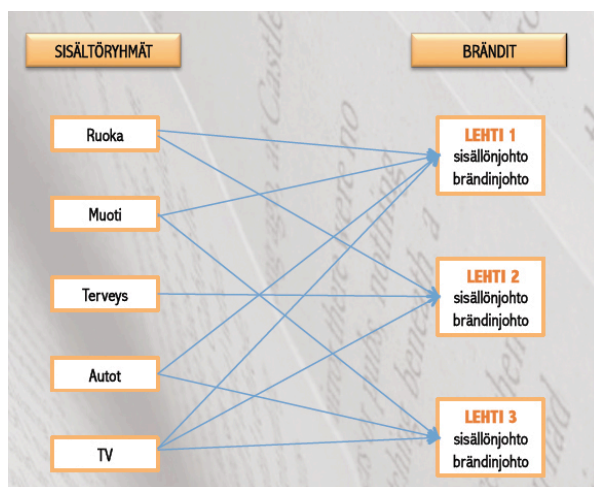 SISÄLTÖRYHMÄT
BRÄNDIT
Ruoka
Muoti
Terveys
Autot
TV
LEHTI 1
sisällönjohto
brändinjohto
LEHTI 2
sisällönjohto
brändinjohto
LEHTI 3
sisällönjohto
brändinjohto